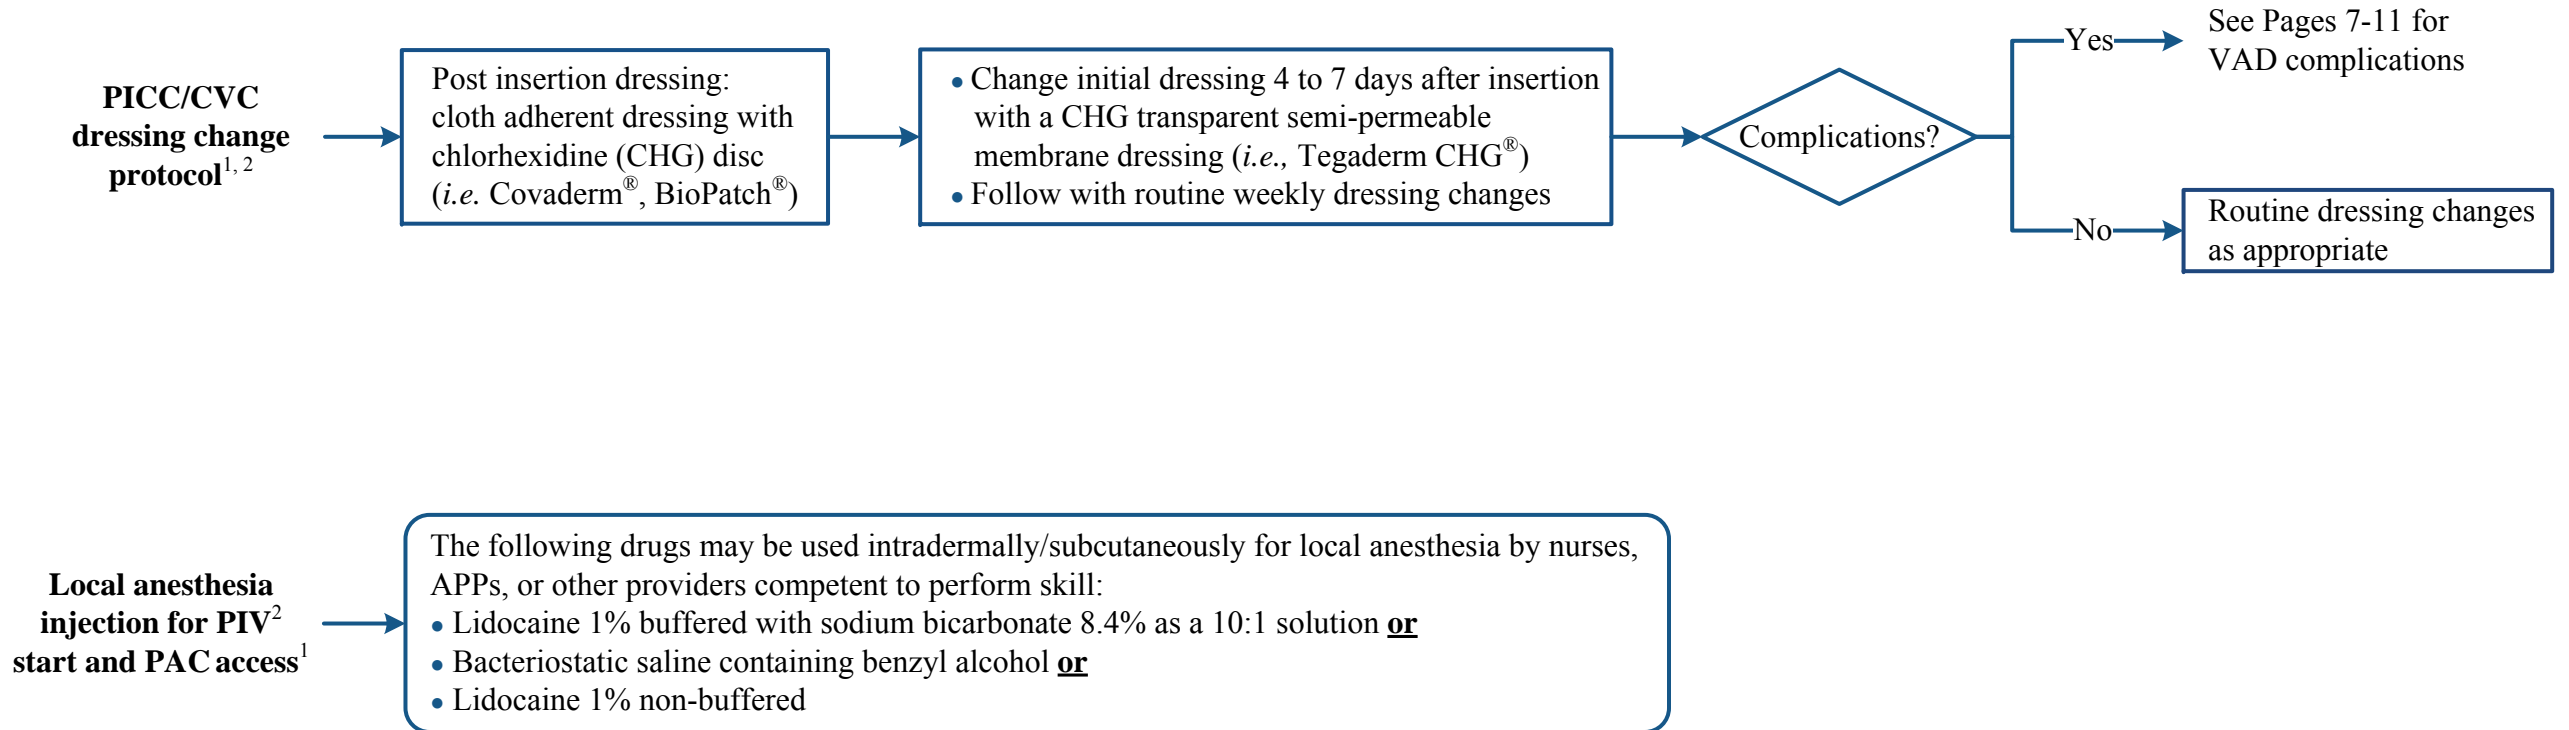 PICC/CVC
dressing change
protocol1, 2
Post insertion dressing:
cloth adherent dressing with
chlorhexidine (CHG) disc
(i.e. Covaderm®, BioPatch®)
• Change initial dressing 4 to 7 days after insertion
with a CHG transparent semi-permeable
membrane dressing (i.e., Tegaderm CHG®)
• Follow with routine weekly dressing changes
Complications?
Yes
See Pages 7-11 for
VAD complications
No
Routine dressing changes
as appropriate
Local anesthesia
injection for PIV2
start and PAC access1
The following drugs may be used intradermally/subcutaneously for local anesthesia by nurses,
APPs, or other providers competent to perform skill:
• Lidocaine 1% buffered with sodium bicarbonate 8.4% as a 10:1 solution or
• Bacteriostatic saline containing benzyl alcohol or
• Lidocaine 1% non-buffered